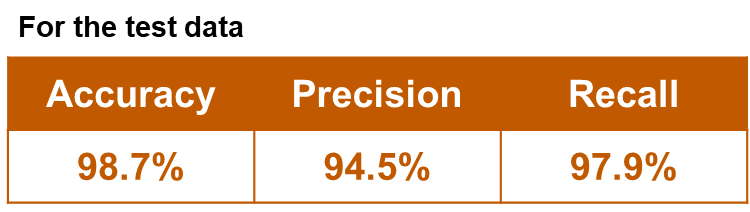 For the test data
Accuracy Precision Recall
98.7% 94.5% 97.9%